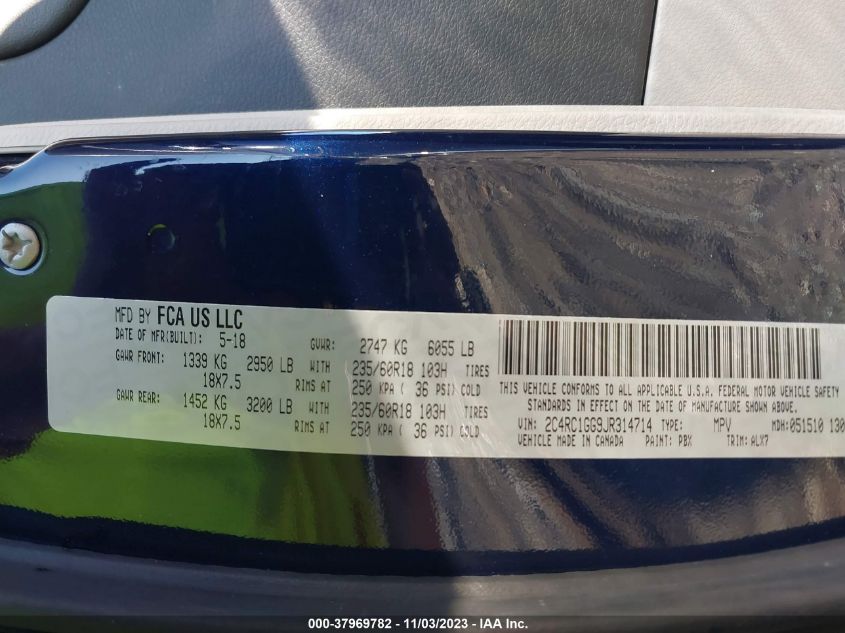 MFD BY FCA US LLC
DATE OF MFR(BUILT): 5-18 GVWR: 2747 KG 6055 LB
GAWR FRONT: 1339 KG 2950 LB WITH 235/60R18 103H TIRES
18X7.5 RIMS AT 250 KPA ( 36 PSI) COLD
GAWR REAR: 1452 KG 3200 LB WITH 235/60R18 103H TIRES
18X7.5 RIMS AT 250 KPA ( 36 PSI) COLD
THIS VEHICLE CONFORMS TO ALL APPLICABLE U.S.A. FEDERAL MOTOR VEHICLE SAFETY
STANDARDS IN EFFECT ON THE DATE OF MANUFACTURE SHOWN ABOVE.
VIN: 2C4RC1GG9JR314714 TYPE: MPV MDH:051510 130
VEHICLE MADE IN CANADA PAINT: PBX TRIM: ALX7
000-37969782 - 11/03/2023 - IAA, Inc.